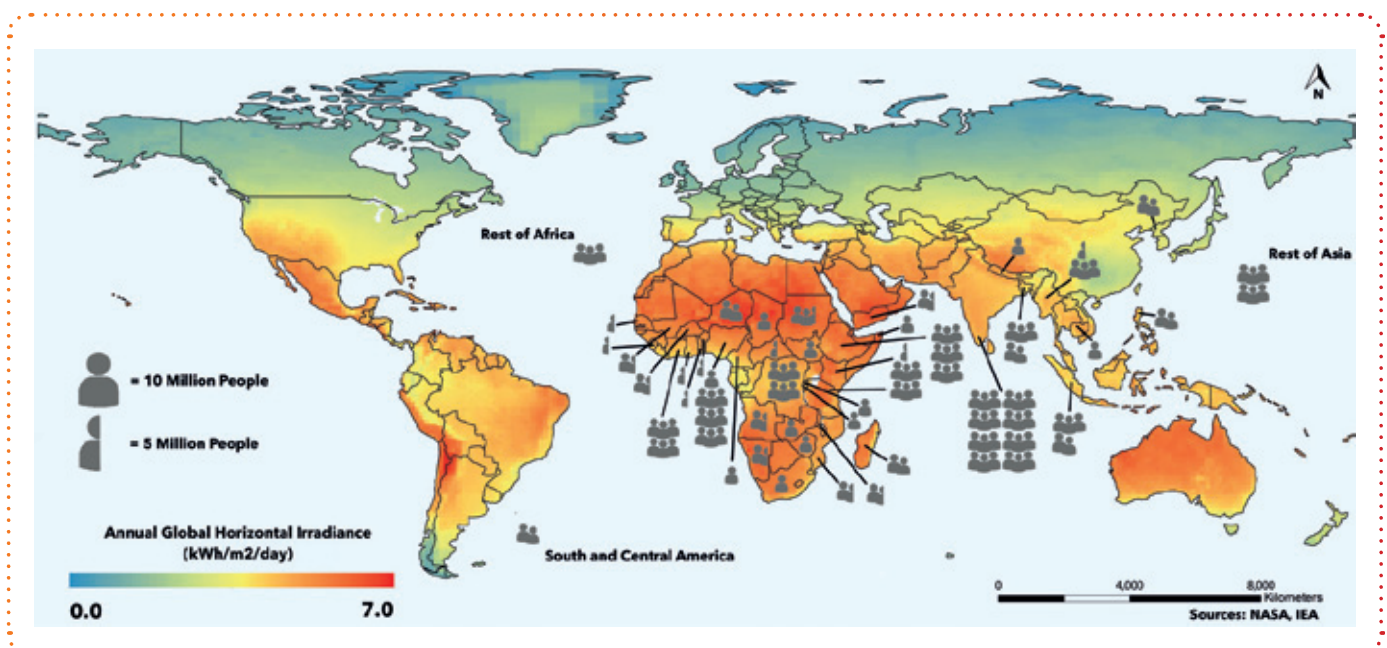 N
Rest of Africa
Rest of Asia
= 10 Million People
= 5 Million People
Annual Global Horizontal Irradiance
(kWh/m2/day)
0.0 7.0
South and Central America
0 4,000 8,000
Kilometers
Sources: NASA, IEA